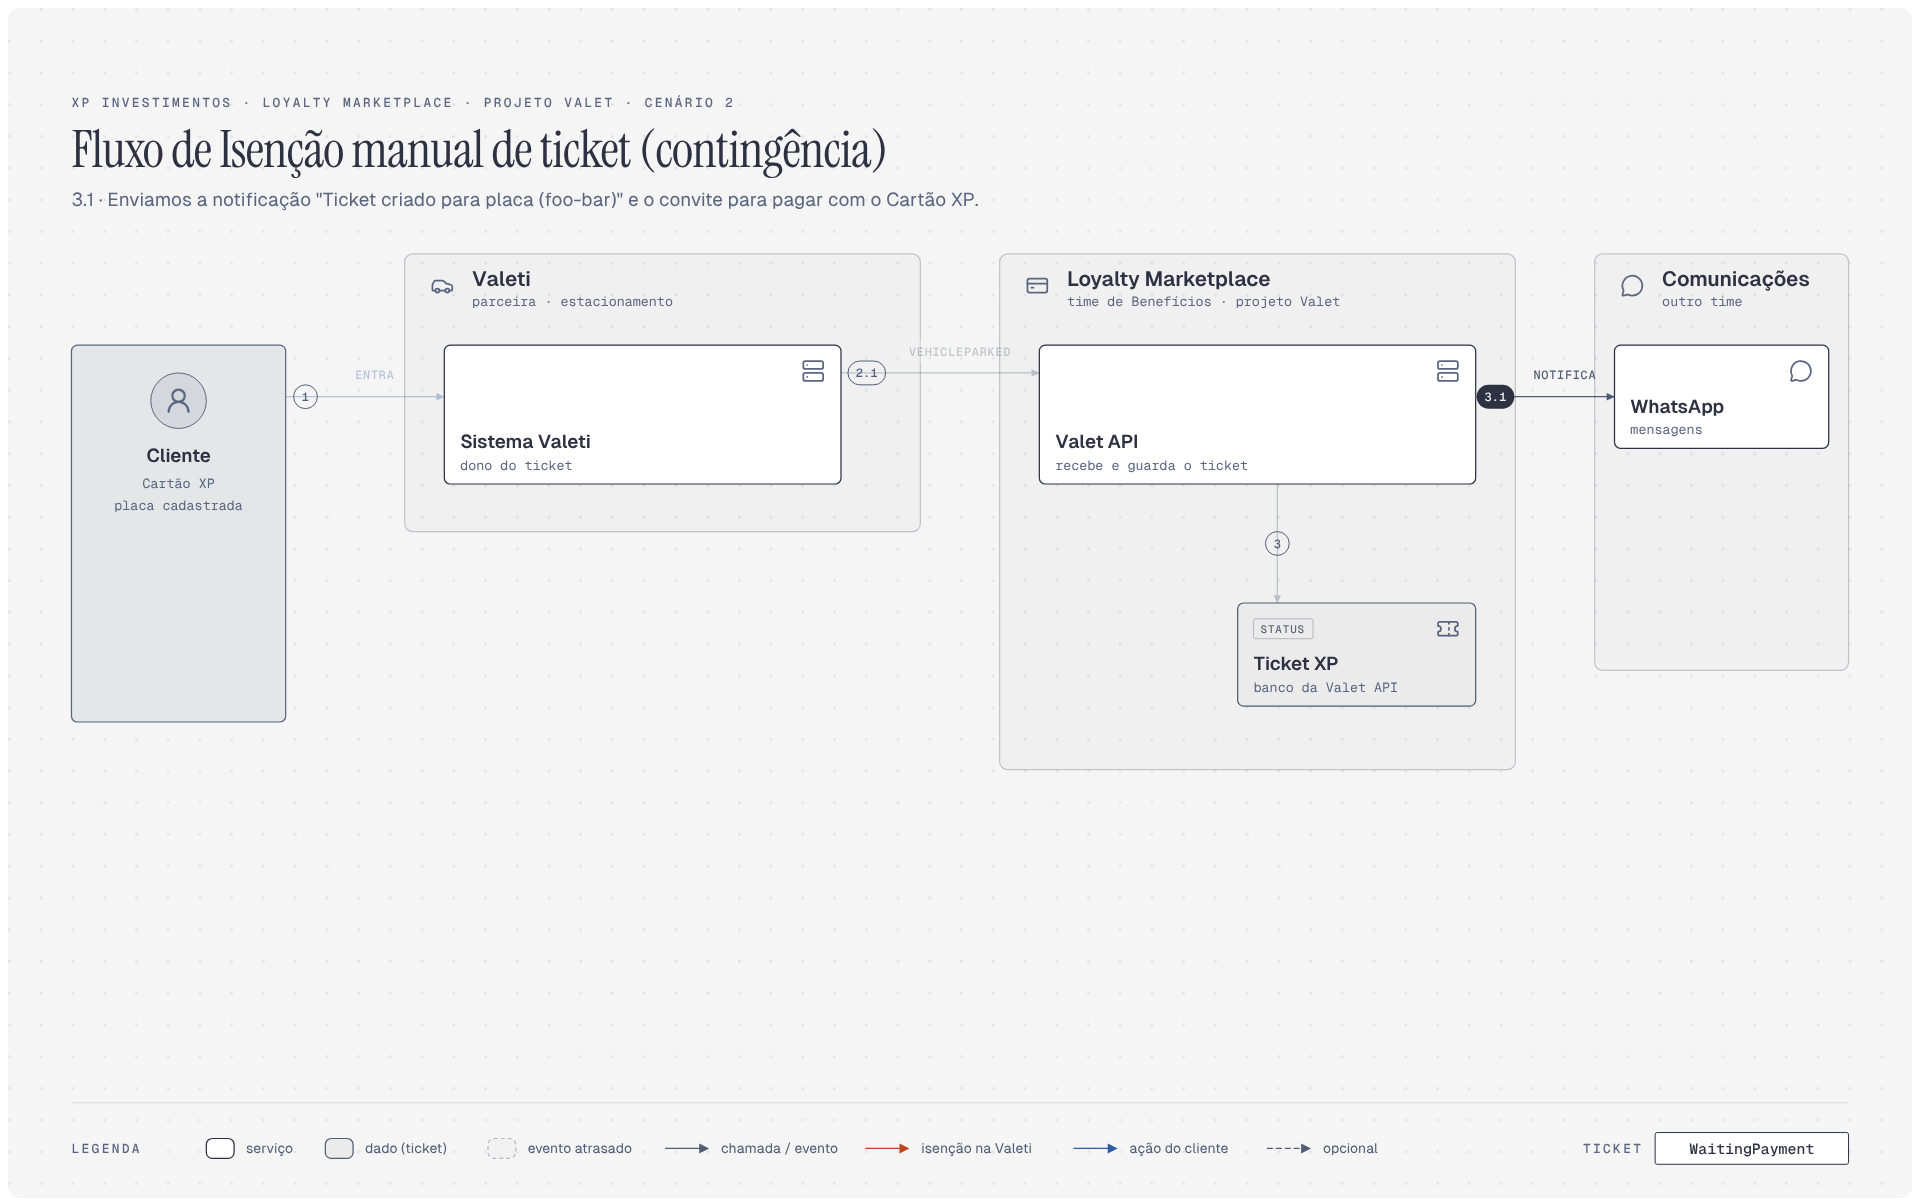 XP INVESTIMENTOS · LOYALTY MARKETPLACE · PROJETO VALET · CENÁRIO 2
Fluxo de Isenção manual de ticket (contingência)
3.1 · Enviamos a notificação "Ticket criado para placa (foo-bar)" e o convite para pagar com o Cartão XP.
Valeti
parceira · estacionamento
Loyalty Marketplace
time de Benefícios · projeto Valet
Comunicações
outro time
Cliente
Cartão XP
placa cadastrada
1
ENTRA
Sistema Valeti
dono do ticket
2.1
VEHICLEPARKED
Valet API
recebe e guarda o ticket
3.1
NOTIFICA
WhatsApp
mensagens
3
STATUS
Ticket XP
banco da Valet API
LEGENDA
serviço
dado (ticket)
evento atrasado
chamada / evento
isenção na Valeti
ação do cliente
opcional
TICKET
WaitingPayment